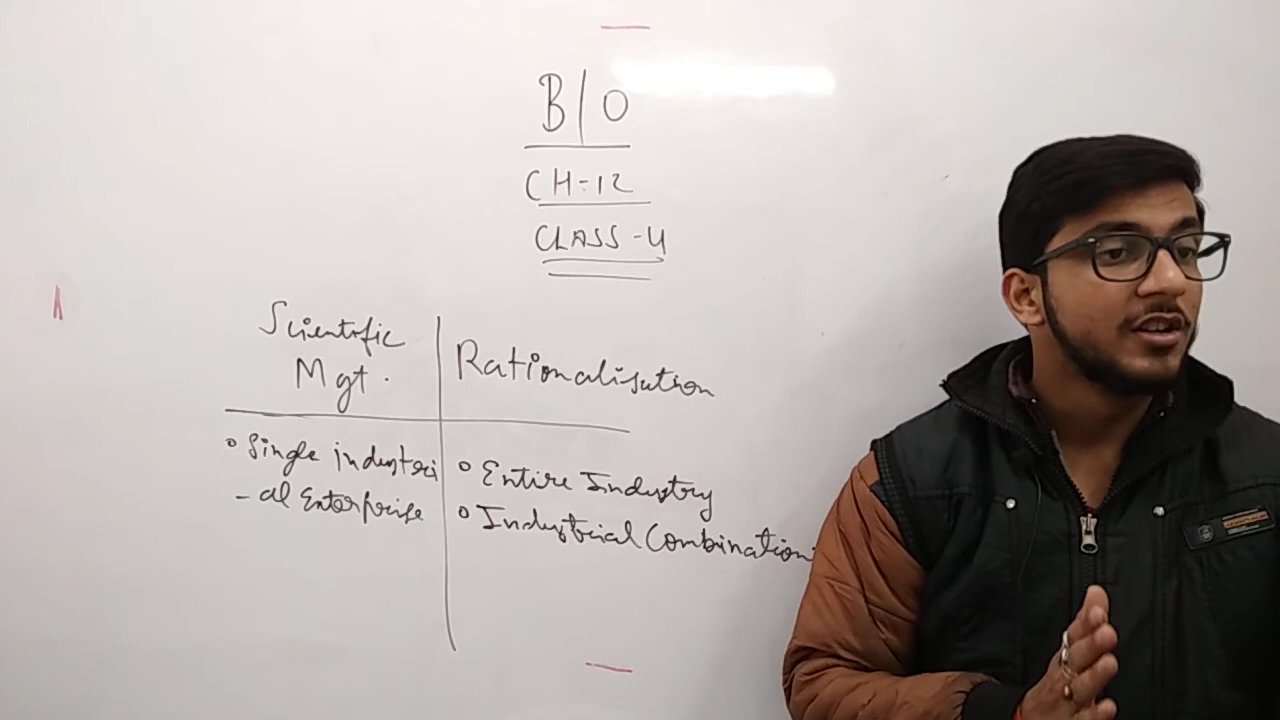 B/O
CH:-12
CLASS-4
Scientific
Mgt.
Rationalisation
Single industri
-al Enterprise
Entire Industry
Industrial Combination